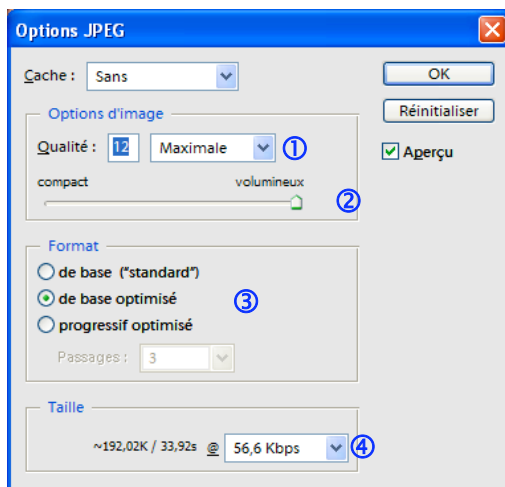 Options JPEG
Cache : Sans
OK
Options d'image
Réinitialiser
Qualité : 12 Maximale ①
Aperçu
compact volumineux
②
Format
de base ("standard")
de base optimisé ③
progressif optimisé
Passages : 3
Taille
~192,02K / 33,92s @ 56,6 Kbps ④